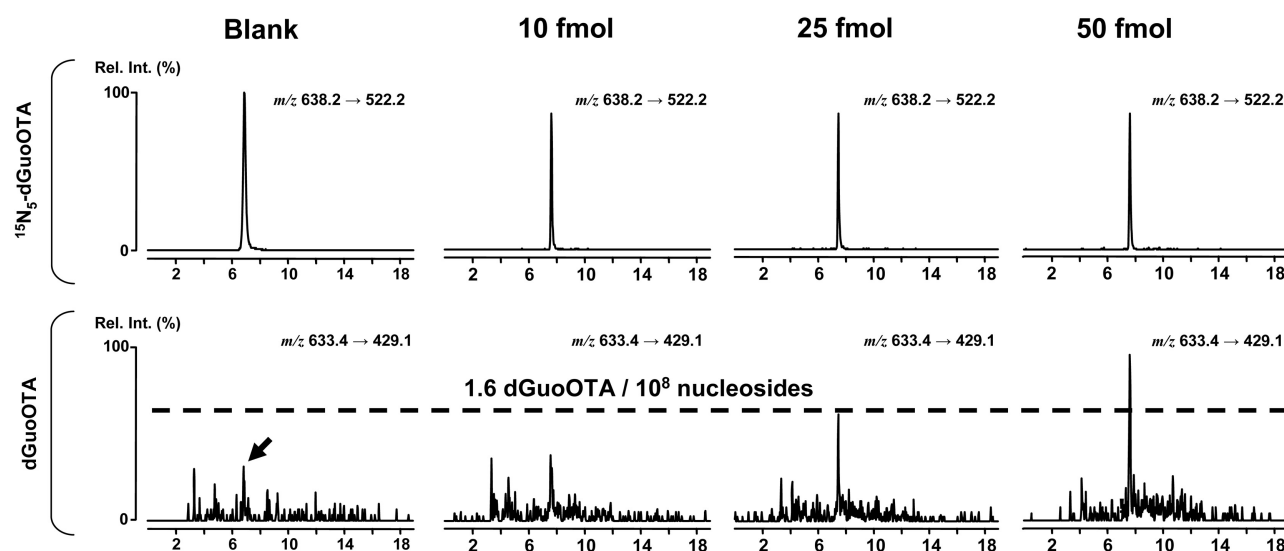 Blank 10 fmol 25 fmol 50 fmol
Rel. Int. (%)
m/z 638.2 → 522.2 m/z 638.2 → 522.2 m/z 638.2 → 522.2 m/z 638.2 → 522.2
100
¹⁵N₅-dGuoOTA
0
2 6 10 14 18 2 6 10 14 18 2 6 10 14 18 2 6 10 14 18
Rel. Int. (%)
m/z 633.4 → 429.1 m/z 633.4 → 429.1 m/z 633.4 → 429.1 m/z 633.4 → 429.1
100
1.6 dGuoOTA / 10⁸ nucleosides
dGuoOTA
0
2 6 10 14 18 2 6 10 14 18 2 6 10 14 18 2 6 10 14 18